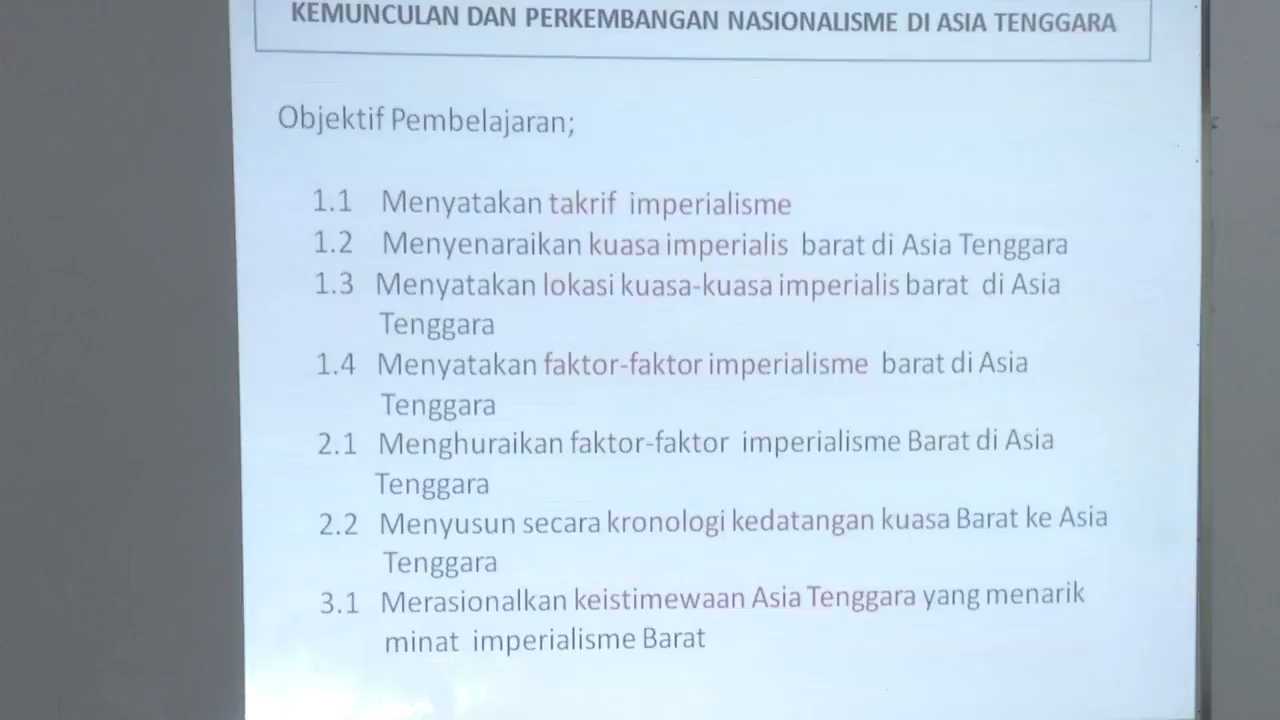 KEMUNCULAN DAN PERKEMBANGAN NASIONALISME DI ASIA TENGGARA
Objektif Pembelajaran;
1.1 Menyatakan takrif imperialisme
1.2 Menyenaraikan kuasa imperialis barat di Asia Tenggara
1.3 Menyatakan lokasi kuasa-kuasa imperialis barat di Asia
Tenggara
1.4 Menyatakan faktor-faktor imperialisme barat di Asia
Tenggara
2.1 Menghuraikan faktor-faktor imperialisme Barat di Asia
Tenggara
2.2 Menyusun secara kronologi kedatangan kuasa Barat ke Asia
Tenggara
3.1 Merasionalkan keistimewaan Asia Tenggara yang menarik
minat imperialisme Barat